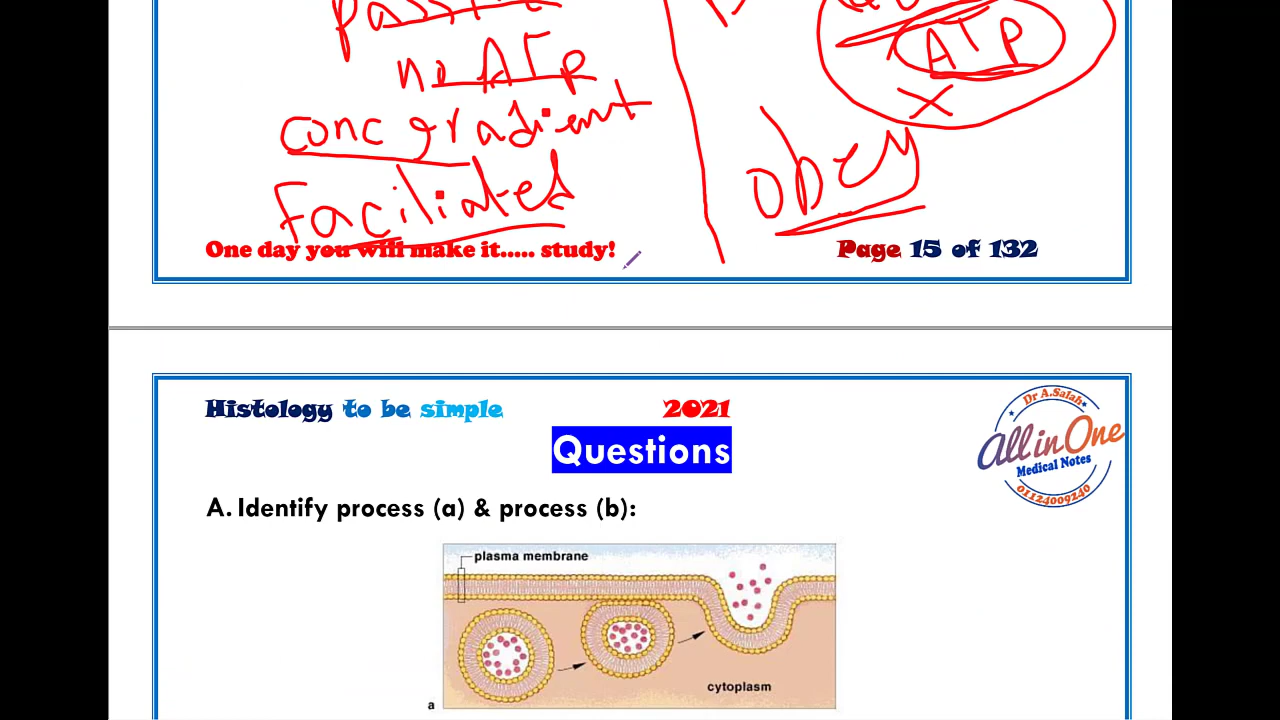 no ATP
ATP
conc gradient
obey
Faciliated
One day you will make it..... study!
Page 15 of 132
Histology to be simple
2021
Dr A.Salah
All in One
Medical Notes
01124009240
Questions
A. Identify process (a) & process (b):
plasma membrane
cytoplasm
a